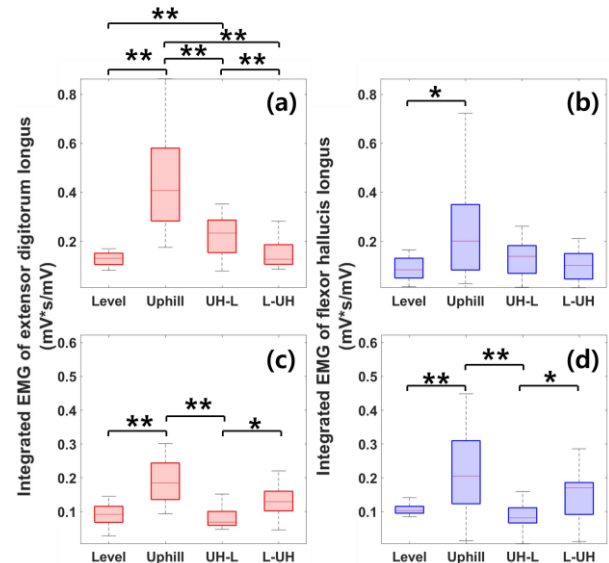 **
** **
** ** **
(a)
0.8
0.6
0.4
0.2
Level Uphill UH-L L-UH
Integrated EMG of extensor digitorum longus
(mV*s/mV)
(b)
*
0.8
0.6
0.4
0.2
Level Uphill UH-L L-UH
Integrated EMG of flexor hallucis longus
(mV*s/mV)
(c)
** ** *
0.6
0.5
0.4
0.3
0.2
0.1
Level Uphill UH-L L-UH
(d)
** ** *
0.6
0.5
0.4
0.3
0.2
0.1
Level Uphill UH-L L-UH